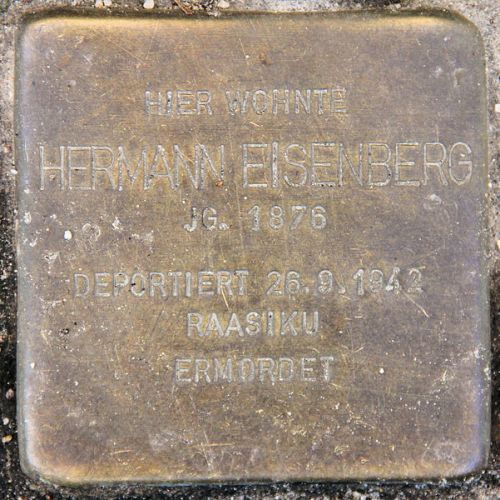 HIER WOHNTE
HERMANN EISENBERG
JG. 1876
DEPORTIERT 26.9.1942
RAASIKU
ERMORDET